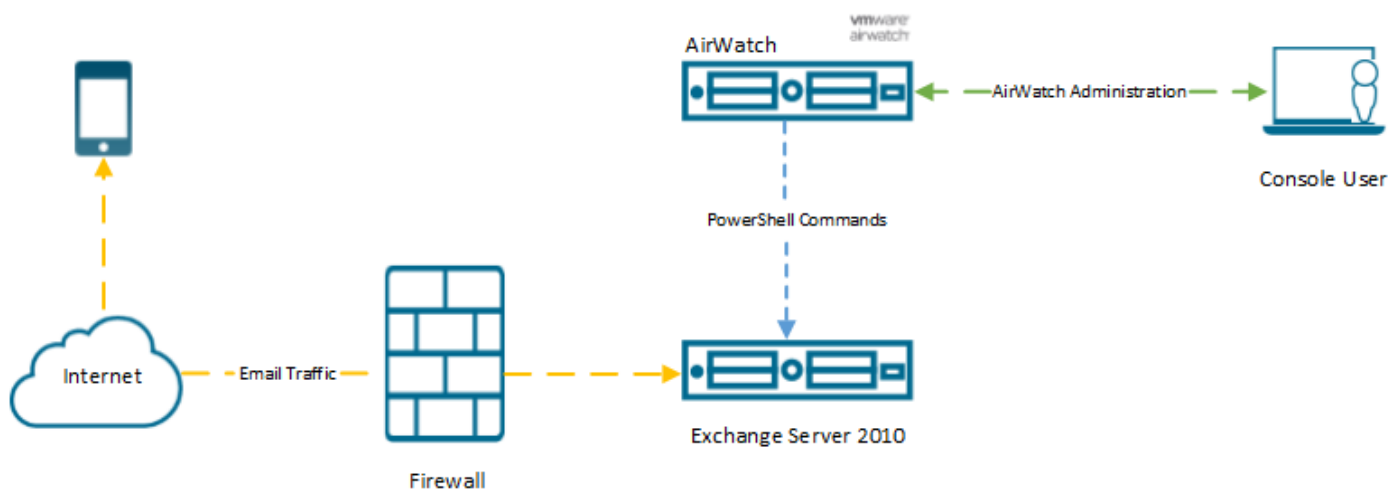 vmware
airwatch
AirWatch
AirWatch Administration
Console User
PowerShell Commands
Internet
Email Traffic
Exchange Server 2010
Firewall